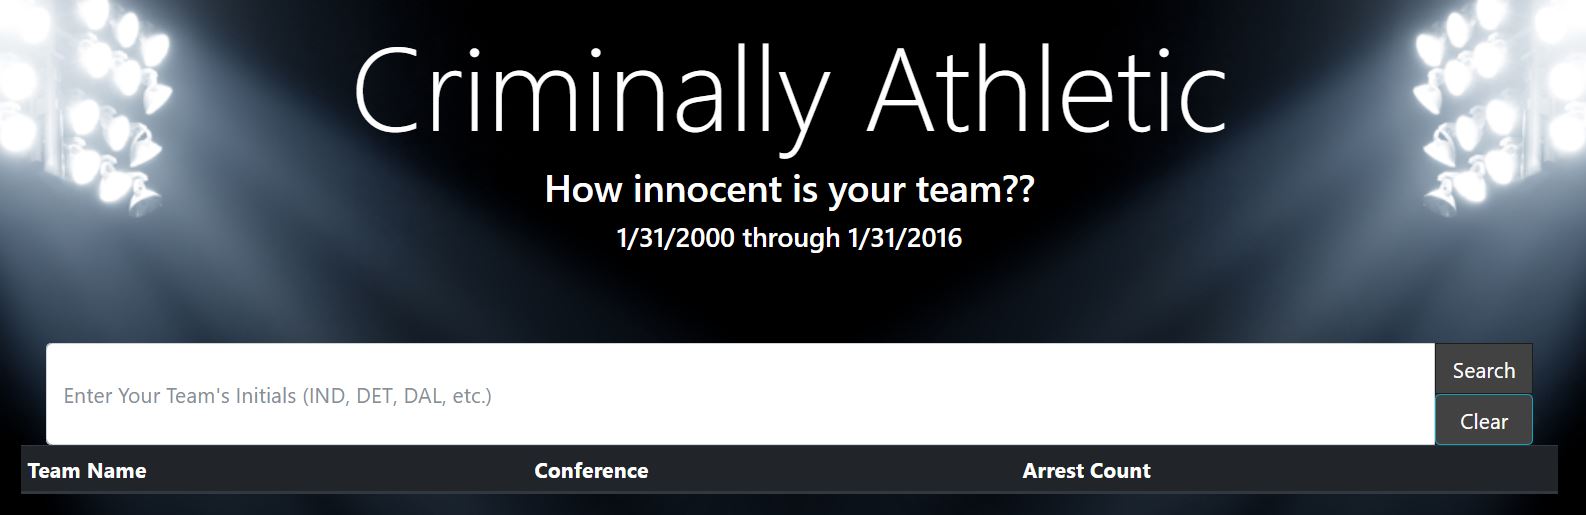 Criminally Athletic
How innocent is your team??
1/31/2000 through 1/31/2016
Enter Your Team's Initials (IND, DET, DAL, etc.)
Search
Clear
Team Name Conference Arrest Count